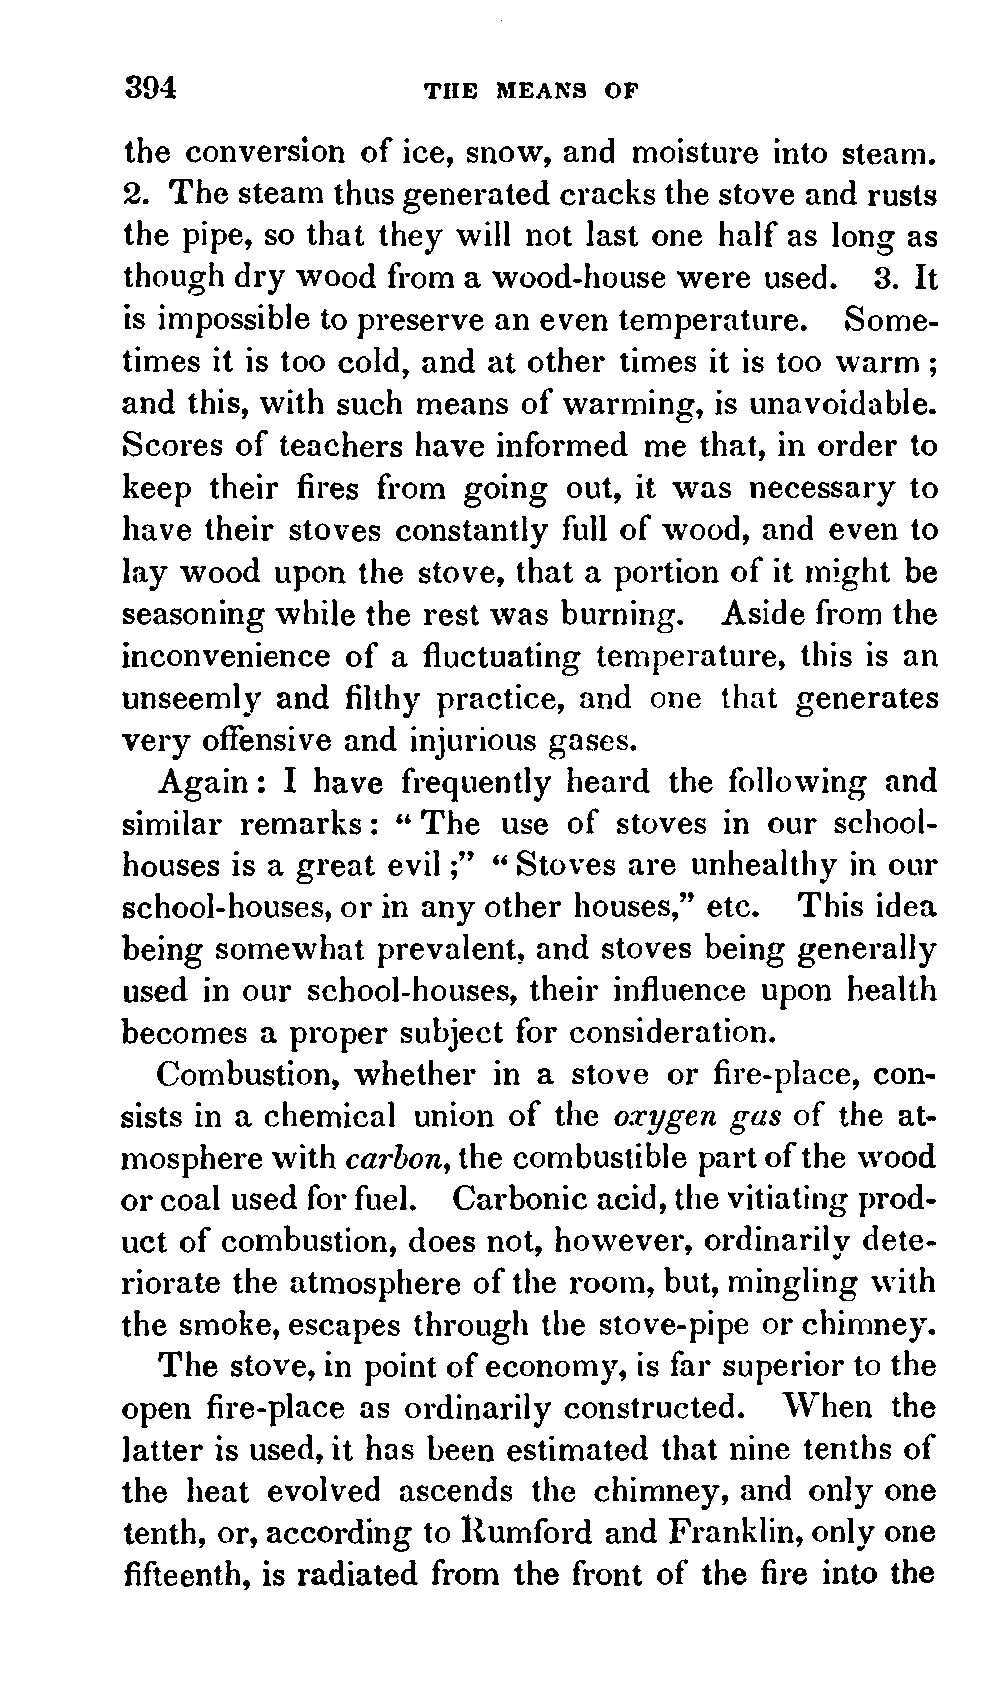 394 THE MEANS OF
the conversion of ice, snow, and moisture into steam.
2. The steam thus generated cracks the stove and rusts
the pipe, so that they will not last one half as long as
though dry wood from a wood-house were used. 3. It
is impossible to preserve an even temperature. Some-
times it is too cold, and at other times it is too warm ;
and this, with such means of warming, is unavoidable.
Scores of teachers have informed me that, in order to
keep their fires from going out, it was necessary to
have their stoves constantly full of wood, and even to
lay wood upon the stove, that a portion of it might be
seasoning while the rest was burning. Aside from the
inconvenience of a fluctuating temperature, this is an
unseemly and filthy practice, and one that generates
very offensive and injurious gases.
Again : I have frequently heard the following and
similar remarks : “ The use of stoves in our school-
houses is a great evil ;” “ Stoves are unhealthy in our
school-houses, or in any other houses,” etc. This idea
being somewhat prevalent, and stoves being generally
used in our school-houses, their influence upon health
becomes a proper subject for consideration.
Combustion, whether in a stove or fire-place, con-
sists in a chemical union of the oxygen gas of the at-
mosphere with carbon, the combustible part of the wood
or coal used for fuel. Carbonic acid, the vitiating prod-
uct of combustion, does not, however, ordinarily dete-
riorate the atmosphere of the room, but, mingling with
the smoke, escapes through the stove-pipe or chimney.
The stove, in point of economy, is far superior to the
open fire-place as ordinarily constructed. When the
latter is used, it has been estimated that nine tenths of
the heat evolved ascends the chimney, and only one
tenth, or, according to Rumford and Franklin, only one
fifteenth, is radiated from the front of the fire into the